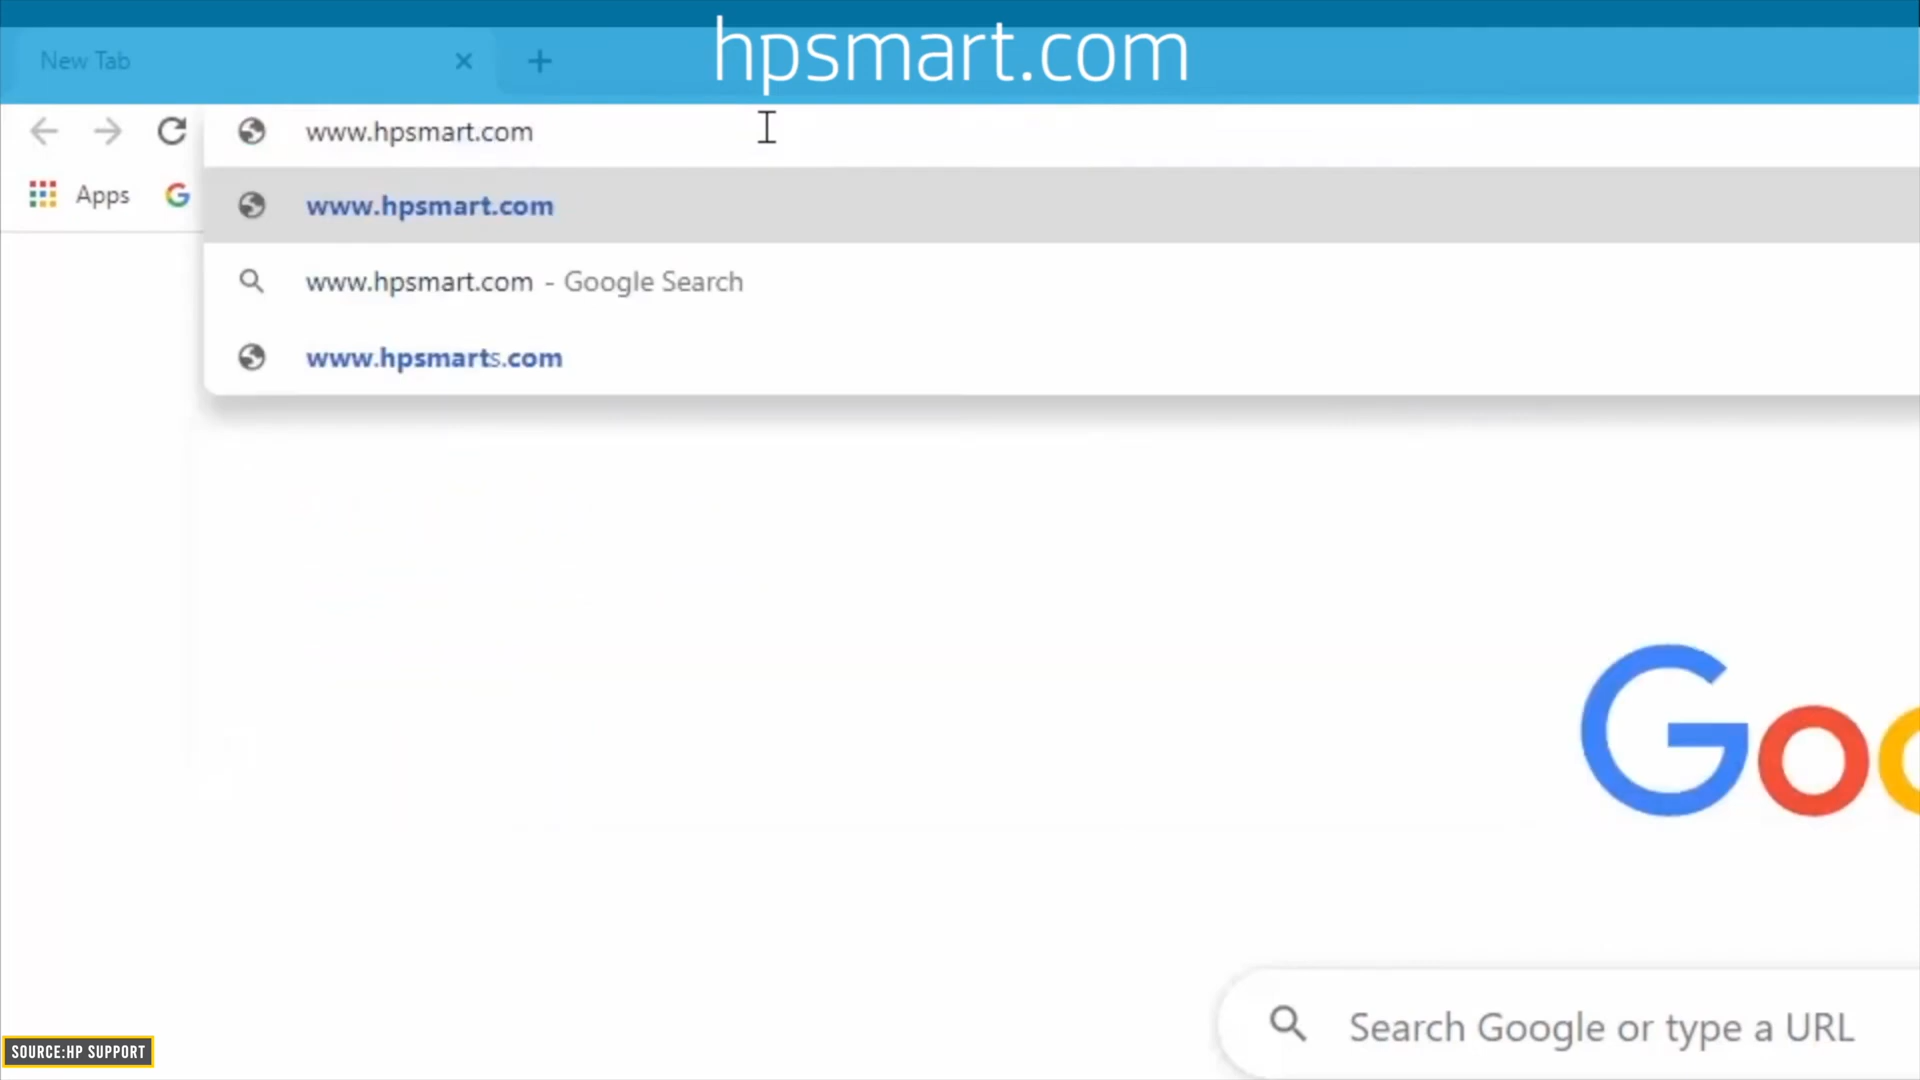 hpsmart.com
New Tab
www.hpsmart.com
Apps
www.hpsmart.com
www.hpsmart.com - Google Search
www.hpsmarts.com
Search Google or type a URL
SOURCE:HP SUPPORT